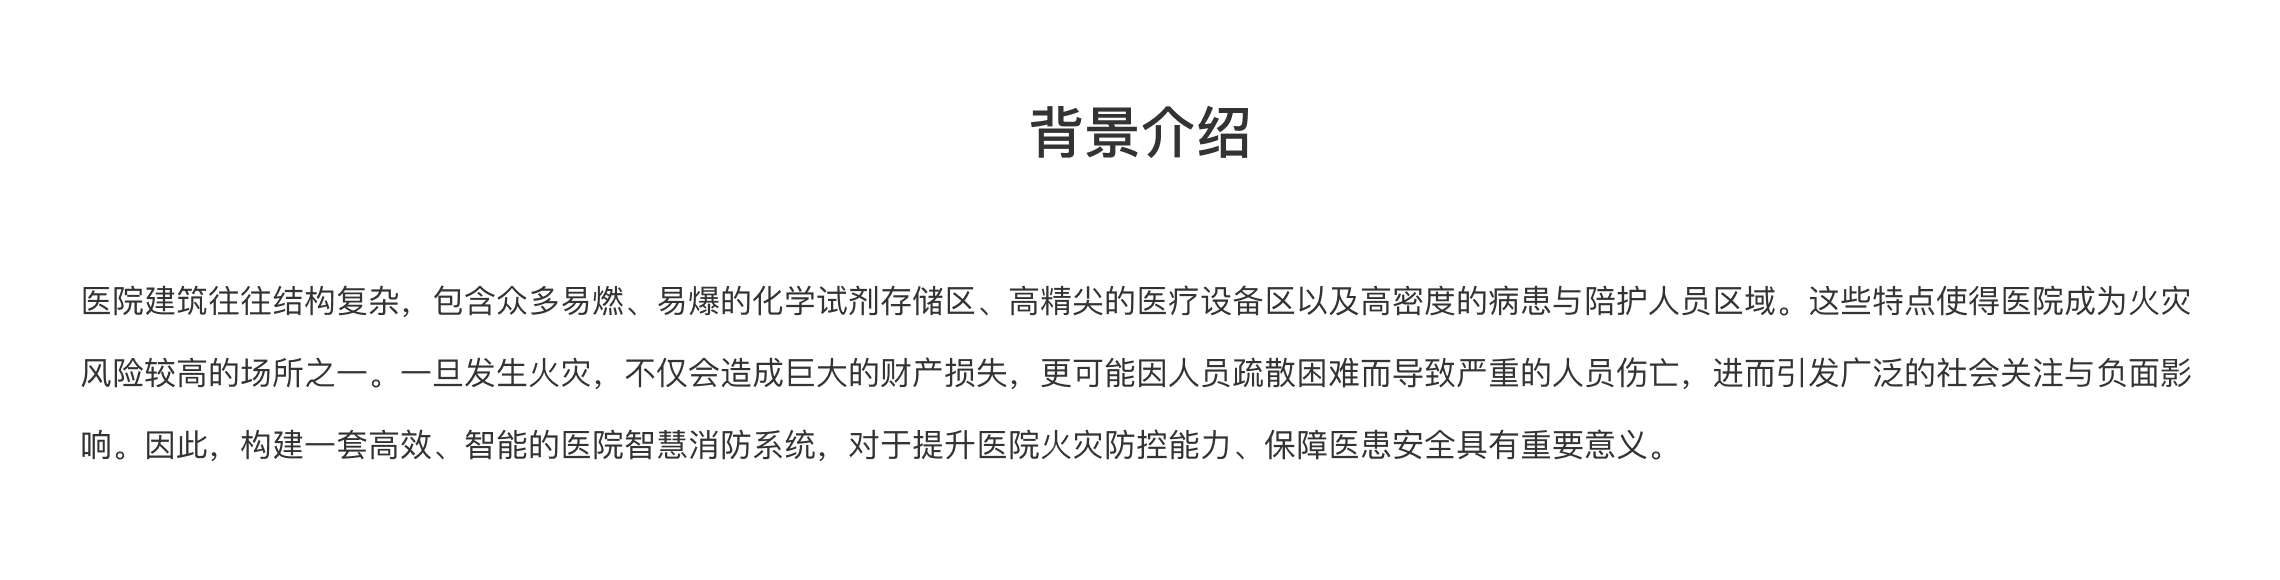 背景介绍
医院建筑往往结构复杂，包含众多易燃、易爆的化学试剂存储区、高精尖的医疗设备区以及高密度的病患与陪护人员区域。这些特点使得医院成为火灾
风险较高的场所之一。一旦发生火灾，不仅会造成巨大的财产损失，更可能因人员疏散困难而导致严重的人员伤亡，进而引发广泛的社会关注与负面影
响。因此，构建一套高效、智能的医院智慧消防系统，对于提升医院火灾防控能力、保障医患安全具有重要意义。